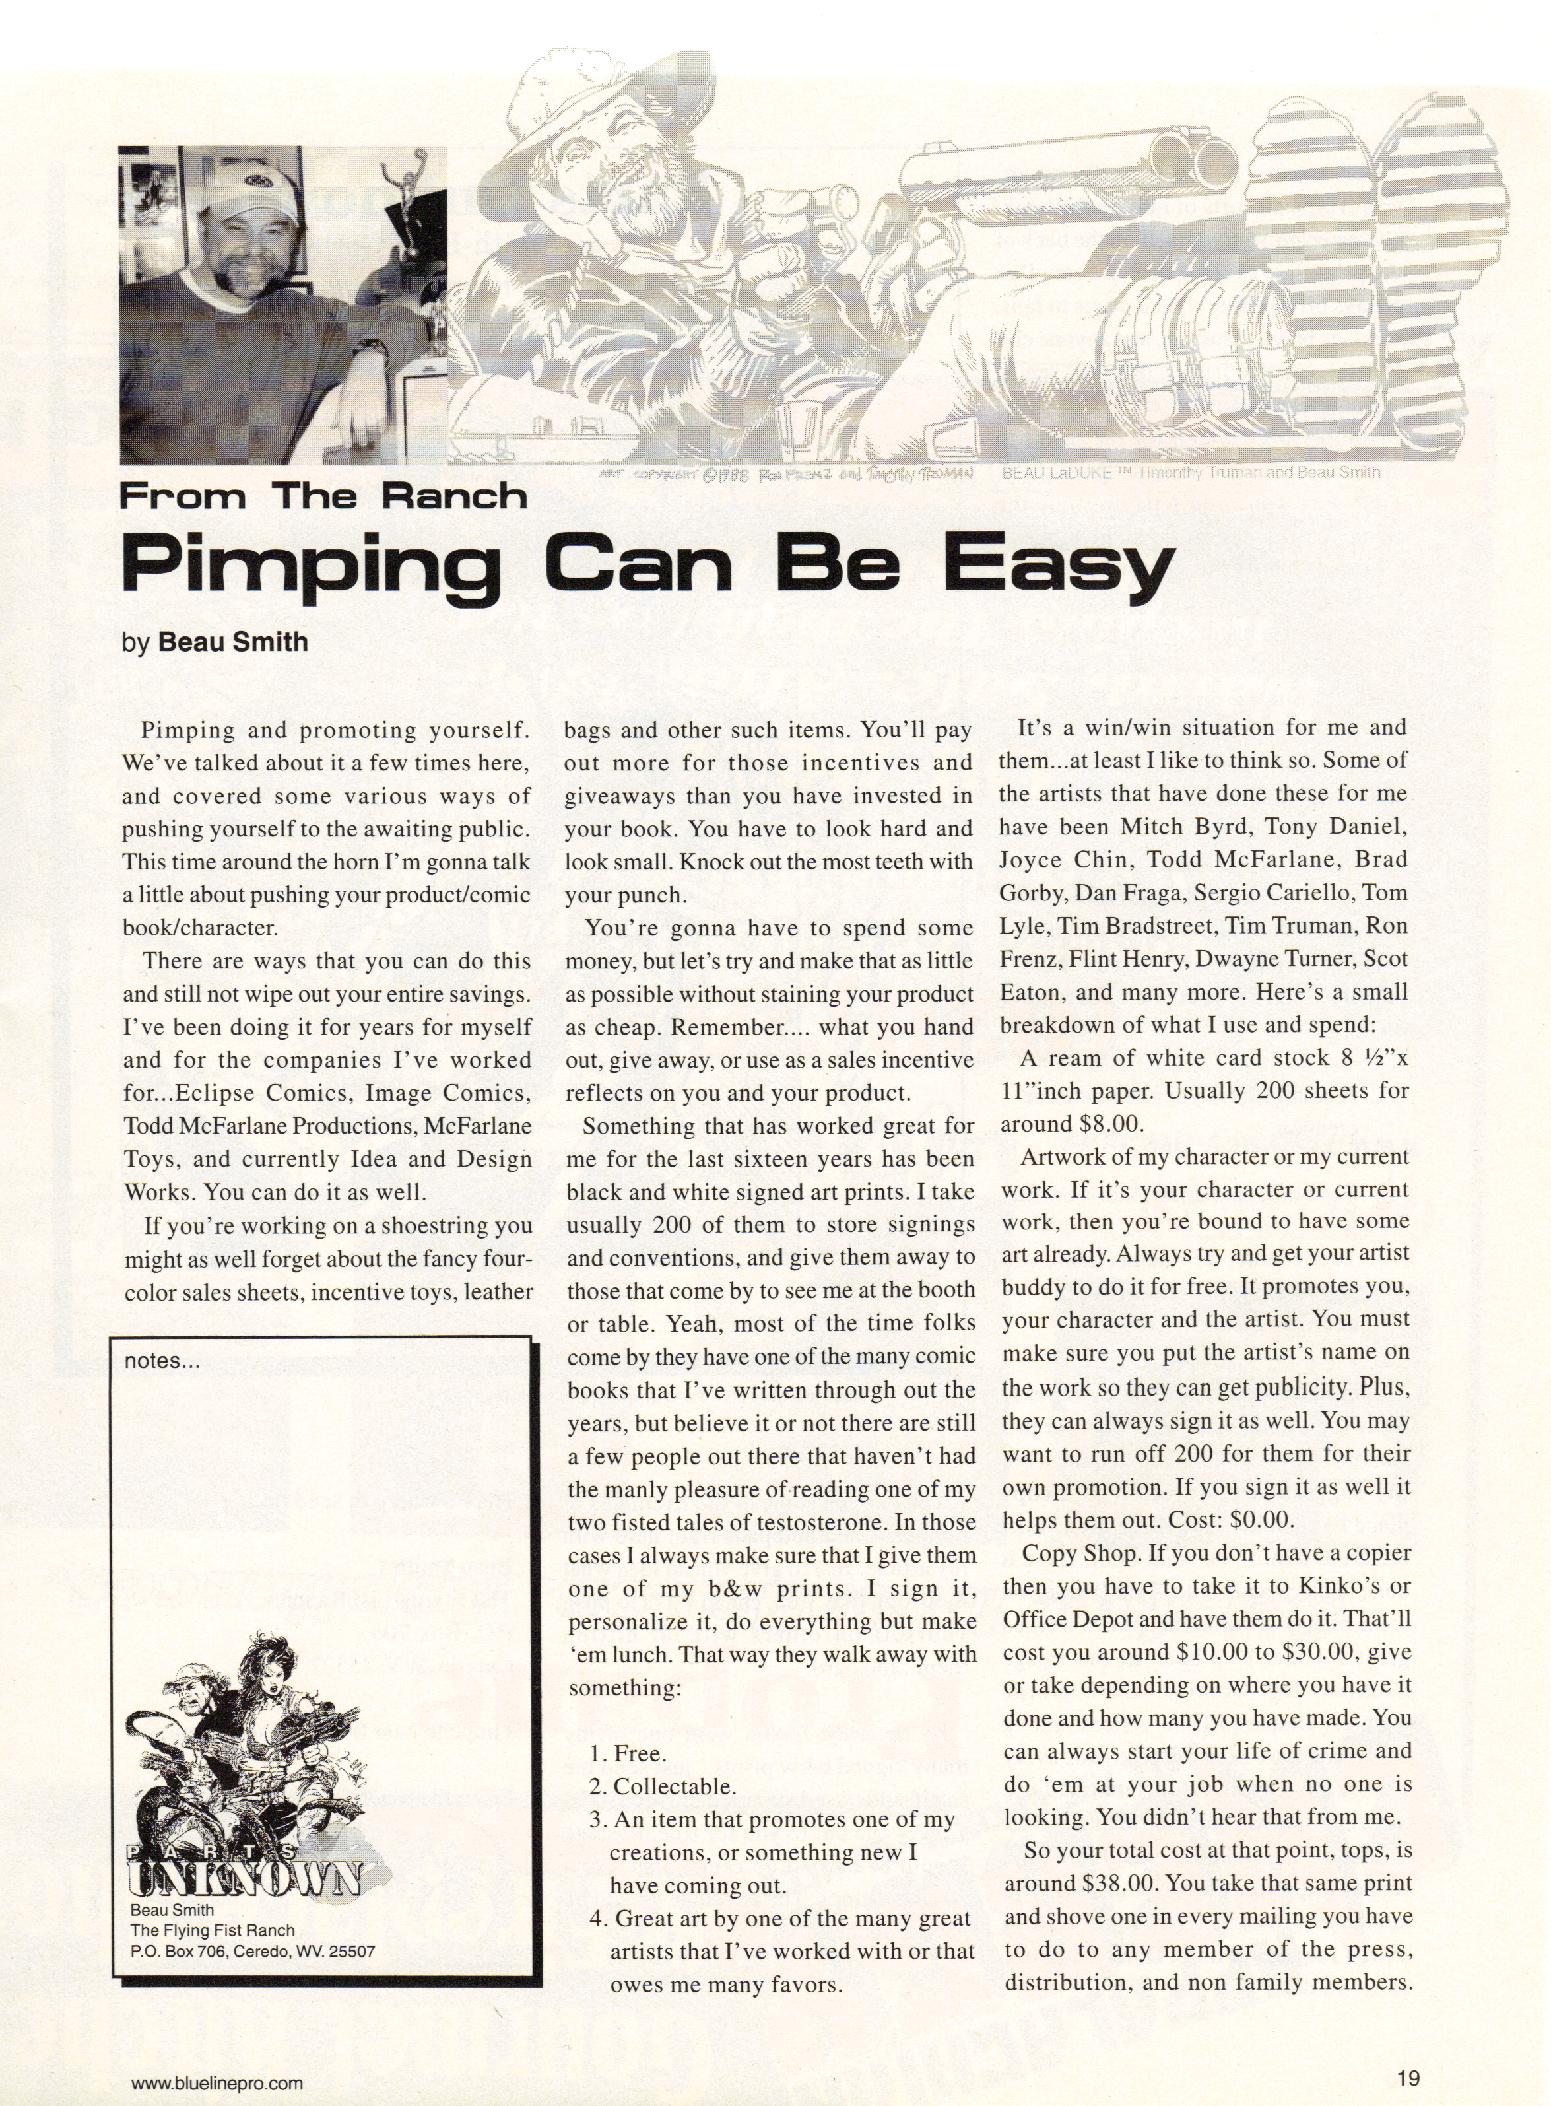 ART COPYRIGHT ©1988 Ron Frenz and Timothy Truman
BEAU LaDUKE ™ Timonthy Truman and Beau Smith
From The Ranch
Pimping Can Be Easy
by Beau Smith
Pimping and promoting yourself.
We've talked about it a few times here,
and covered some various ways of
pushing yourself to the awaiting public.
This time around the horn I'm gonna talk
a little about pushing your product/comic
book/character.
There are ways that you can do this
and still not wipe out your entire savings.
I've been doing it for years for myself
and for the companies I've worked
for...Eclipse Comics, Image Comics,
Todd McFarlane Productions, McFarlane
Toys, and currently Idea and Design
Works. You can do it as well.
If you're working on a shoestring you
might as well forget about the fancy four-
color sales sheets, incentive toys, leather
notes...
PARTS
UNKNOWN
Beau Smith
The Flying Fist Ranch
P.O. Box 706, Ceredo, WV. 25507
bags and other such items. You'll pay
out more for those incentives and
giveaways than you have invested in
your book. You have to look hard and
look small. Knock out the most teeth with
your punch.
You're gonna have to spend some
money, but let's try and make that as little
as possible without staining your product
as cheap. Remember.... what you hand
out, give away, or use as a sales incentive
reflects on you and your product.
Something that has worked great for
me for the last sixteen years has been
black and white signed art prints. I take
usually 200 of them to store signings
and conventions, and give them away to
those that come by to see me at the booth
or table. Yeah, most of the time folks
come by they have one of the many comic
books that I've written through out the
years, but believe it or not there are still
a few people out there that haven't had
the manly pleasure of reading one of my
two fisted tales of testosterone. In those
cases I always make sure that I give them
one of my b&w prints. I sign it,
personalize it, do everything but make
'em lunch. That way they walk away with
something:
1. Free.
2. Collectable.
3. An item that promotes one of my
creations, or something new I
have coming out.
4. Great art by one of the many great
artists that I've worked with or that
owes me many favors.
It's a win/win situation for me and
them...at least I like to think so. Some of
the artists that have done these for me
have been Mitch Byrd, Tony Daniel,
Joyce Chin, Todd McFarlane, Brad
Gorby, Dan Fraga, Sergio Cariello, Tom
Lyle, Tim Bradstreet, Tim Truman, Ron
Frenz, Flint Henry, Dwayne Turner, Scot
Eaton, and many more. Here's a small
breakdown of what I use and spend:
A ream of white card stock 8 ½"x
11"inch paper. Usually 200 sheets for
around $8.00.
Artwork of my character or my current
work. If it's your character or current
work, then you're bound to have some
art already. Always try and get your artist
buddy to do it for free. It promotes you,
your character and the artist. You must
make sure you put the artist's name on
the work so they can get publicity. Plus,
they can always sign it as well. You may
want to run off 200 for them for their
own promotion. If you sign it as well it
helps them out. Cost: $0.00.
Copy Shop. If you don't have a copier
then you have to take it to Kinko's or
Office Depot and have them do it. That'll
cost you around $10.00 to $30.00, give
or take depending on where you have it
done and how many you have made. You
can always start your life of crime and
do 'em at your job when no one is
looking. You didn't hear that from me.
So your total cost at that point, tops, is
around $38.00. You take that same print
and shove one in every mailing you have
to do to any member of the press,
distribution, and non family members.
www.bluelinepro.com
19